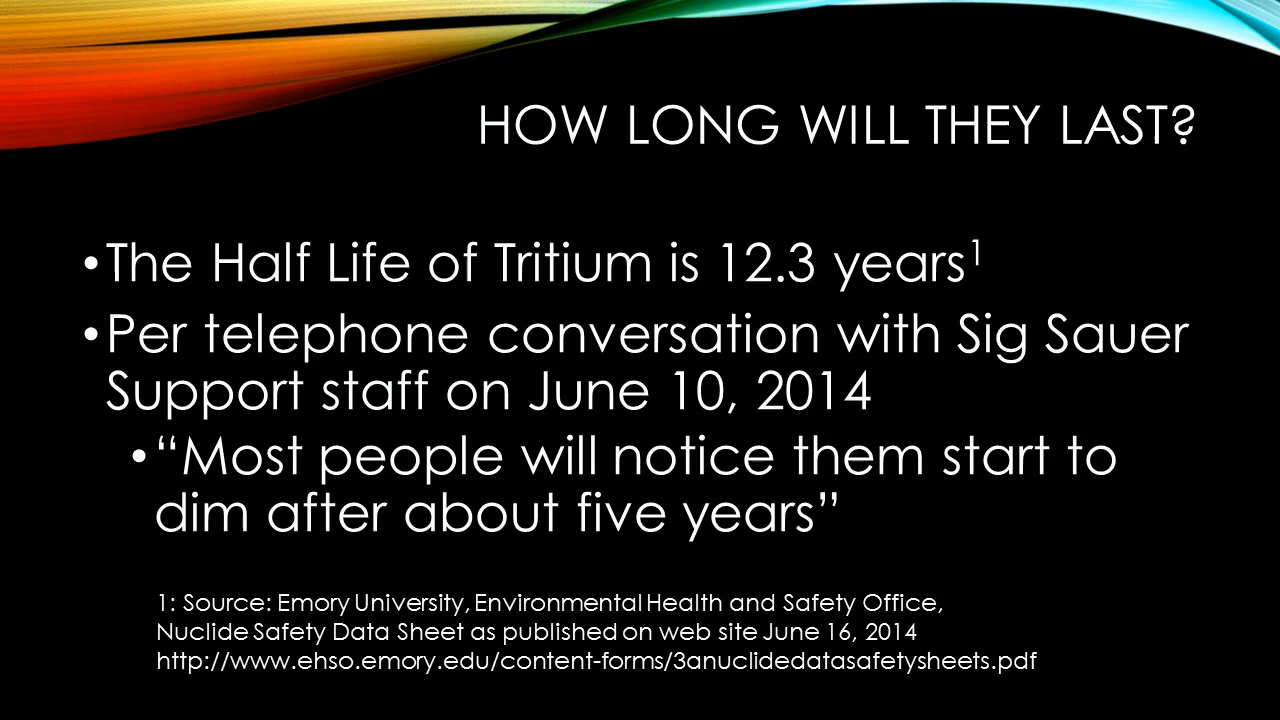 HOW LONG WILL THEY LAST?
•The Half Life of Tritium is 12.3 years¹
•Per telephone conversation with Sig Sauer
Support staff on June 10, 2014
•“Most people will notice them start to
dim after about five years”
1: Source: Emory University, Environmental Health and Safety Office,
Nuclide Safety Data Sheet as published on web site June 16, 2014
http://www.ehso.emory.edu/content-forms/3anuclidedatasafetysheets.pdf